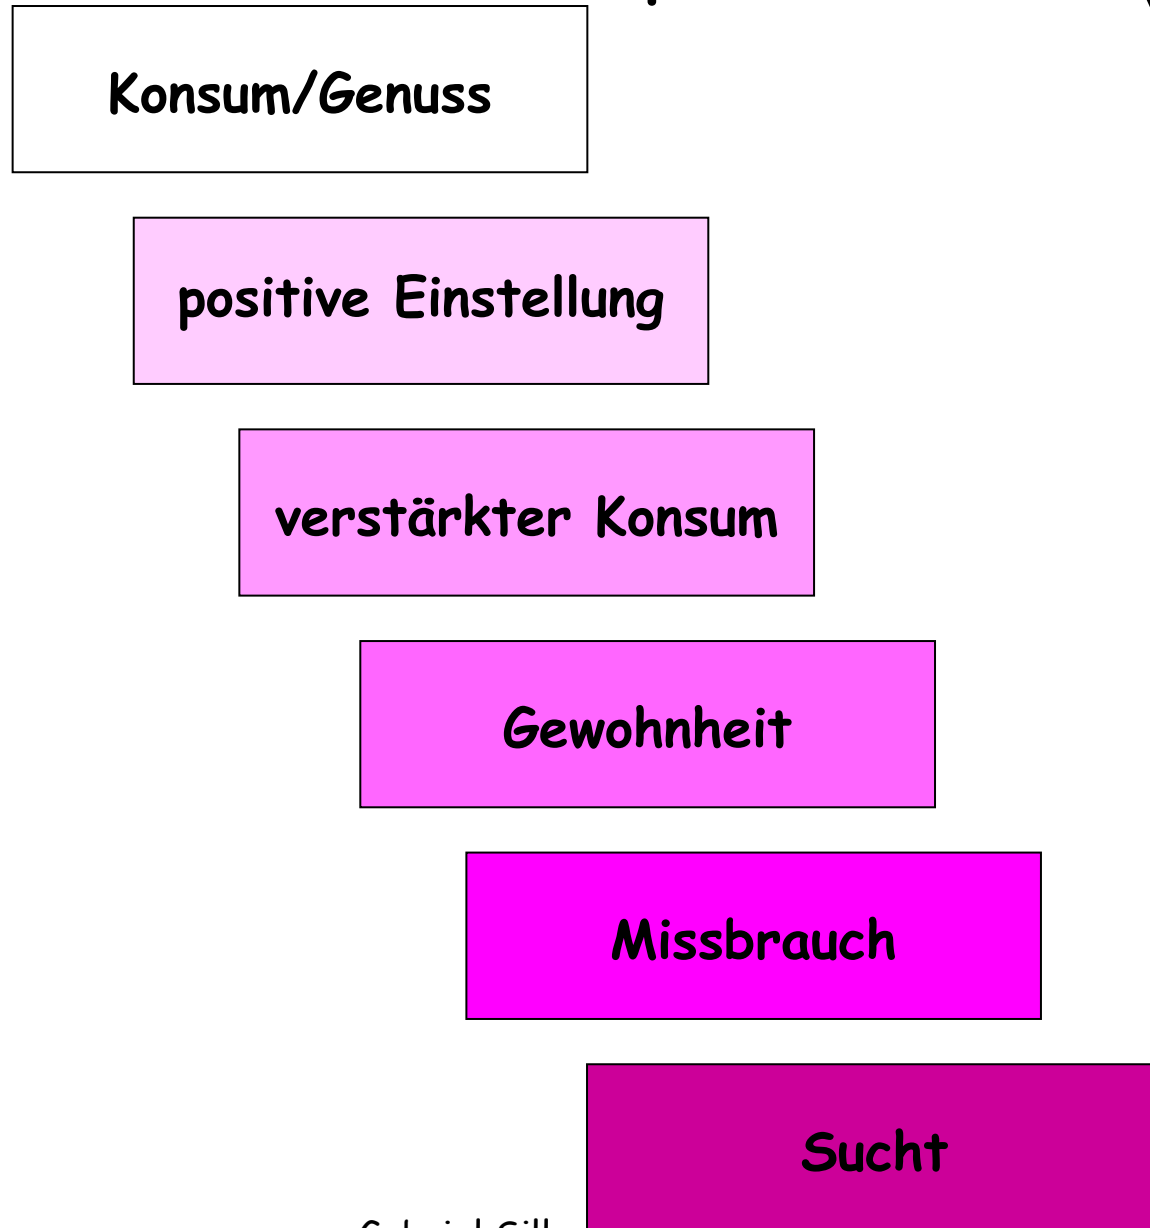 Konsum/Genuss
positive Einstellung
verstärkter Konsum
Gewohnheit
Missbrauch
Sucht